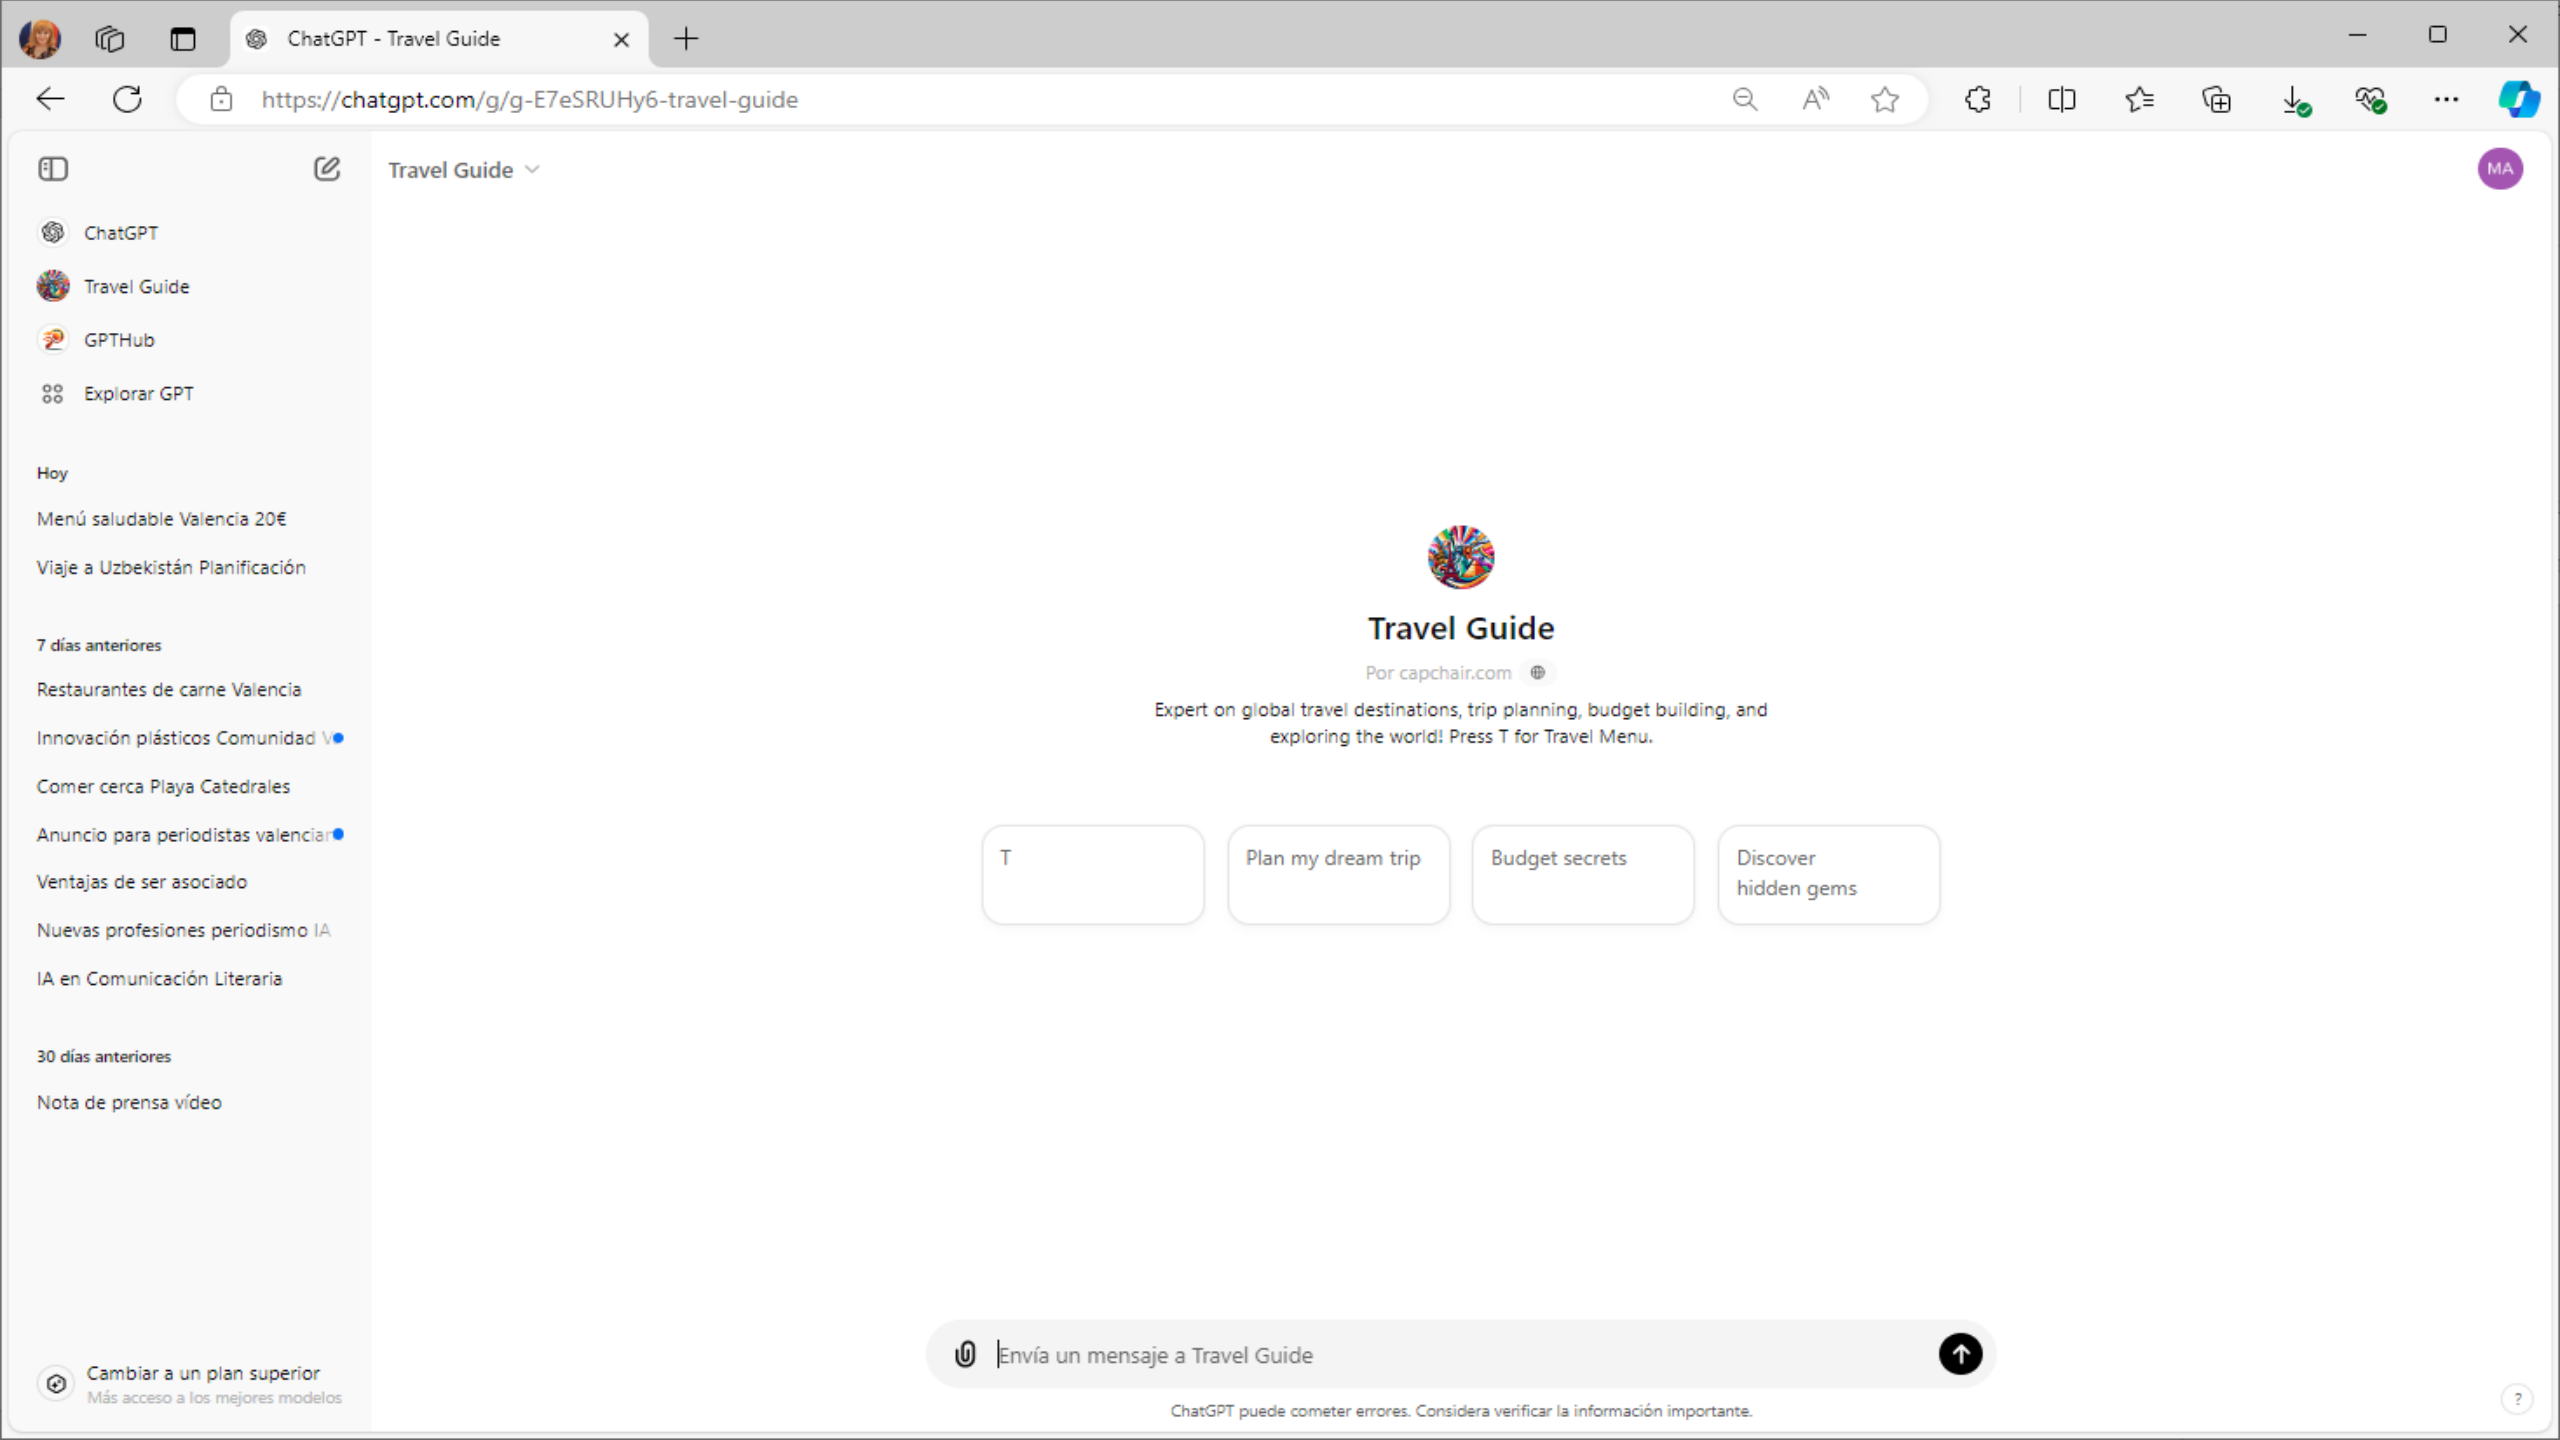 ChatGPT - Travel Guide
https://chatgpt.com/g/g-E7eSRUHy6-travel-guide
Travel Guide
MA
ChatGPT
Travel Guide
GPTHub
Explorar GPT
Hoy
Menú saludable Valencia 20€
Viaje a Uzbekistán Planificación
7 días anteriores
Restaurantes de carne Valencia
Innovación plásticos Comunidad V
Comer cerca Playa Catedrales
Anuncio para periodistas valencian
Ventajas de ser asociado
Nuevas profesiones periodismo IA
IA en Comunicación Literaria
30 días anteriores
Nota de prensa vídeo
Cambiar a un plan superior
Más acceso a los mejores modelos
Travel Guide
Por capchair.com
Expert on global travel destinations, trip planning, budget building, and
exploring the world! Press T for Travel Menu.
T
Plan my dream trip
Budget secrets
Discover
hidden gems
Envía un mensaje a Travel Guide
ChatGPT puede cometer errores. Considera verificar la información importante.
?